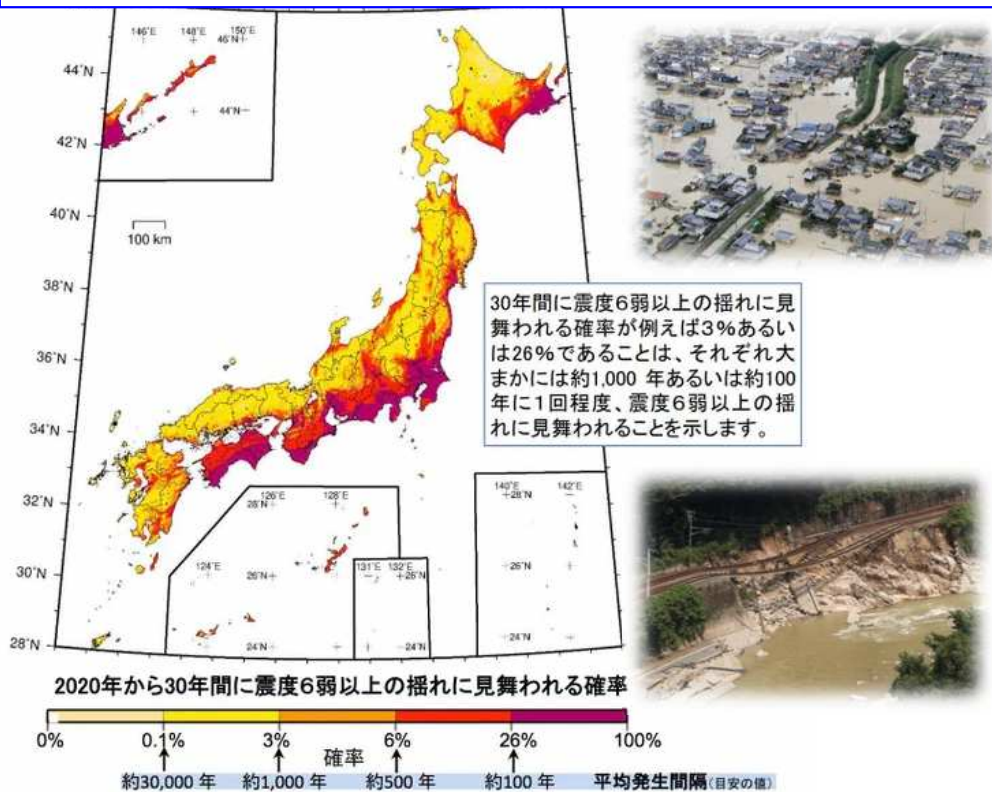 146°E 148°E 150°E
46°N
44°N
44°N
42°N
40°N
100 km
38°N
36°N
34°N
32°N
30°N
28°N
126°E 128°E
28°N
124°E
26°N
131°E 132°E
26°N
24°N
24°N
140°E 142°E
28°N
26°N
24°N
30年間に震度6弱以上の揺れに見
舞われる確率が例えば3%あるい
は26%であることは、それぞれ大
まかには約1,000 年あるいは約100
年に1回程度、震度6弱以上の揺
れに見舞われることを示します。
2020年から30年間に震度6弱以上の揺れに見舞われる確率
0% 0.1% 3% 6% 26% 100%
確率
約30,000 年 約1,000 年 約500 年 約100 年 平均発生間隔(目安の値)